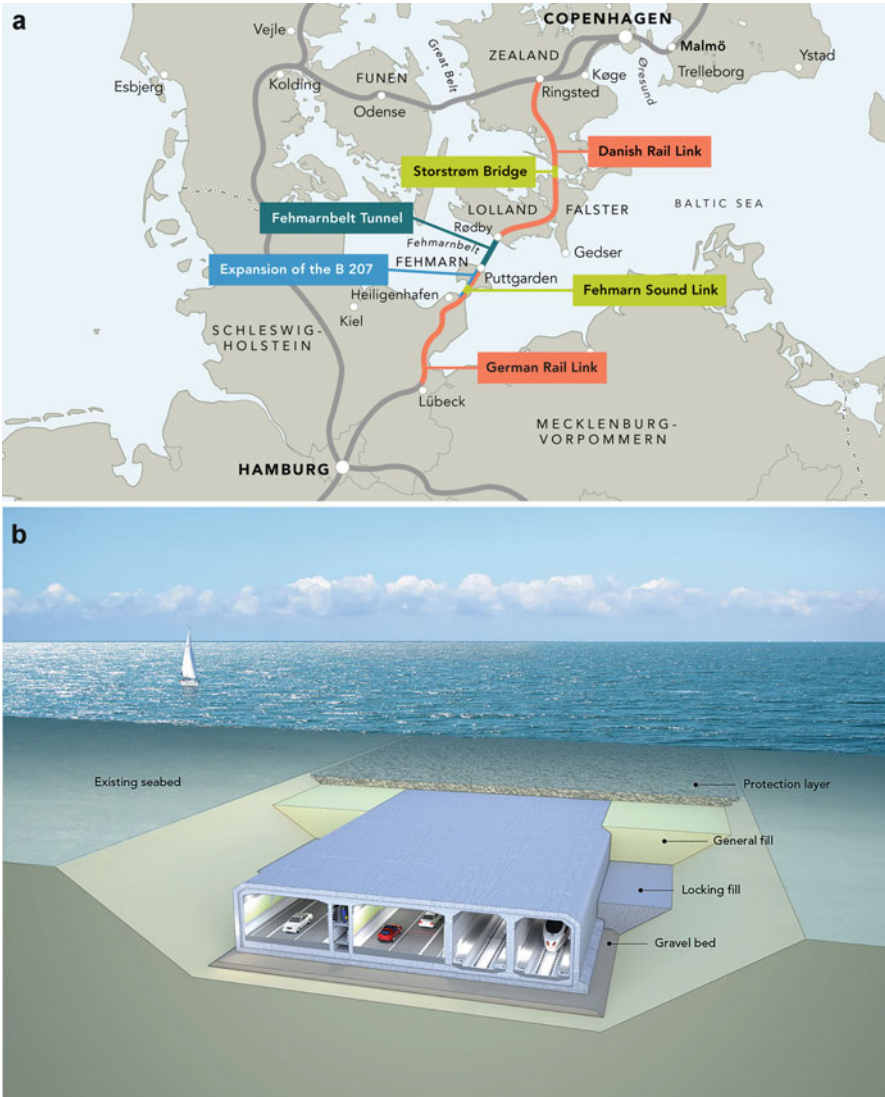 a
COPENHAGEN
Vejle
Malmö
Great Belt
ZEALAND
Esbjerg
FUNEN
Kolding
Køge
Øresund
Ystad
Trelleborg
Odense
Ringsted
Danish Rail Link
Storstrøm Bridge
LOLLAND
FALSTER
BALTIC SEA
Fehmarnbelt Tunnel
Rødby
Fehmarnbelt
Gedser
FEHMARN
Expansion of the B 207
Puttgarden
Heiligenhafen
Fehmarn Sound Link
Kiel
SCHLESWIG-
HOLSTEIN
German Rail Link
Lübeck
MECKLENBURG-
VORPOMMERN
HAMBURG
b
Existing seabed
Protection layer
General fill
Locking fill
Gravel bed